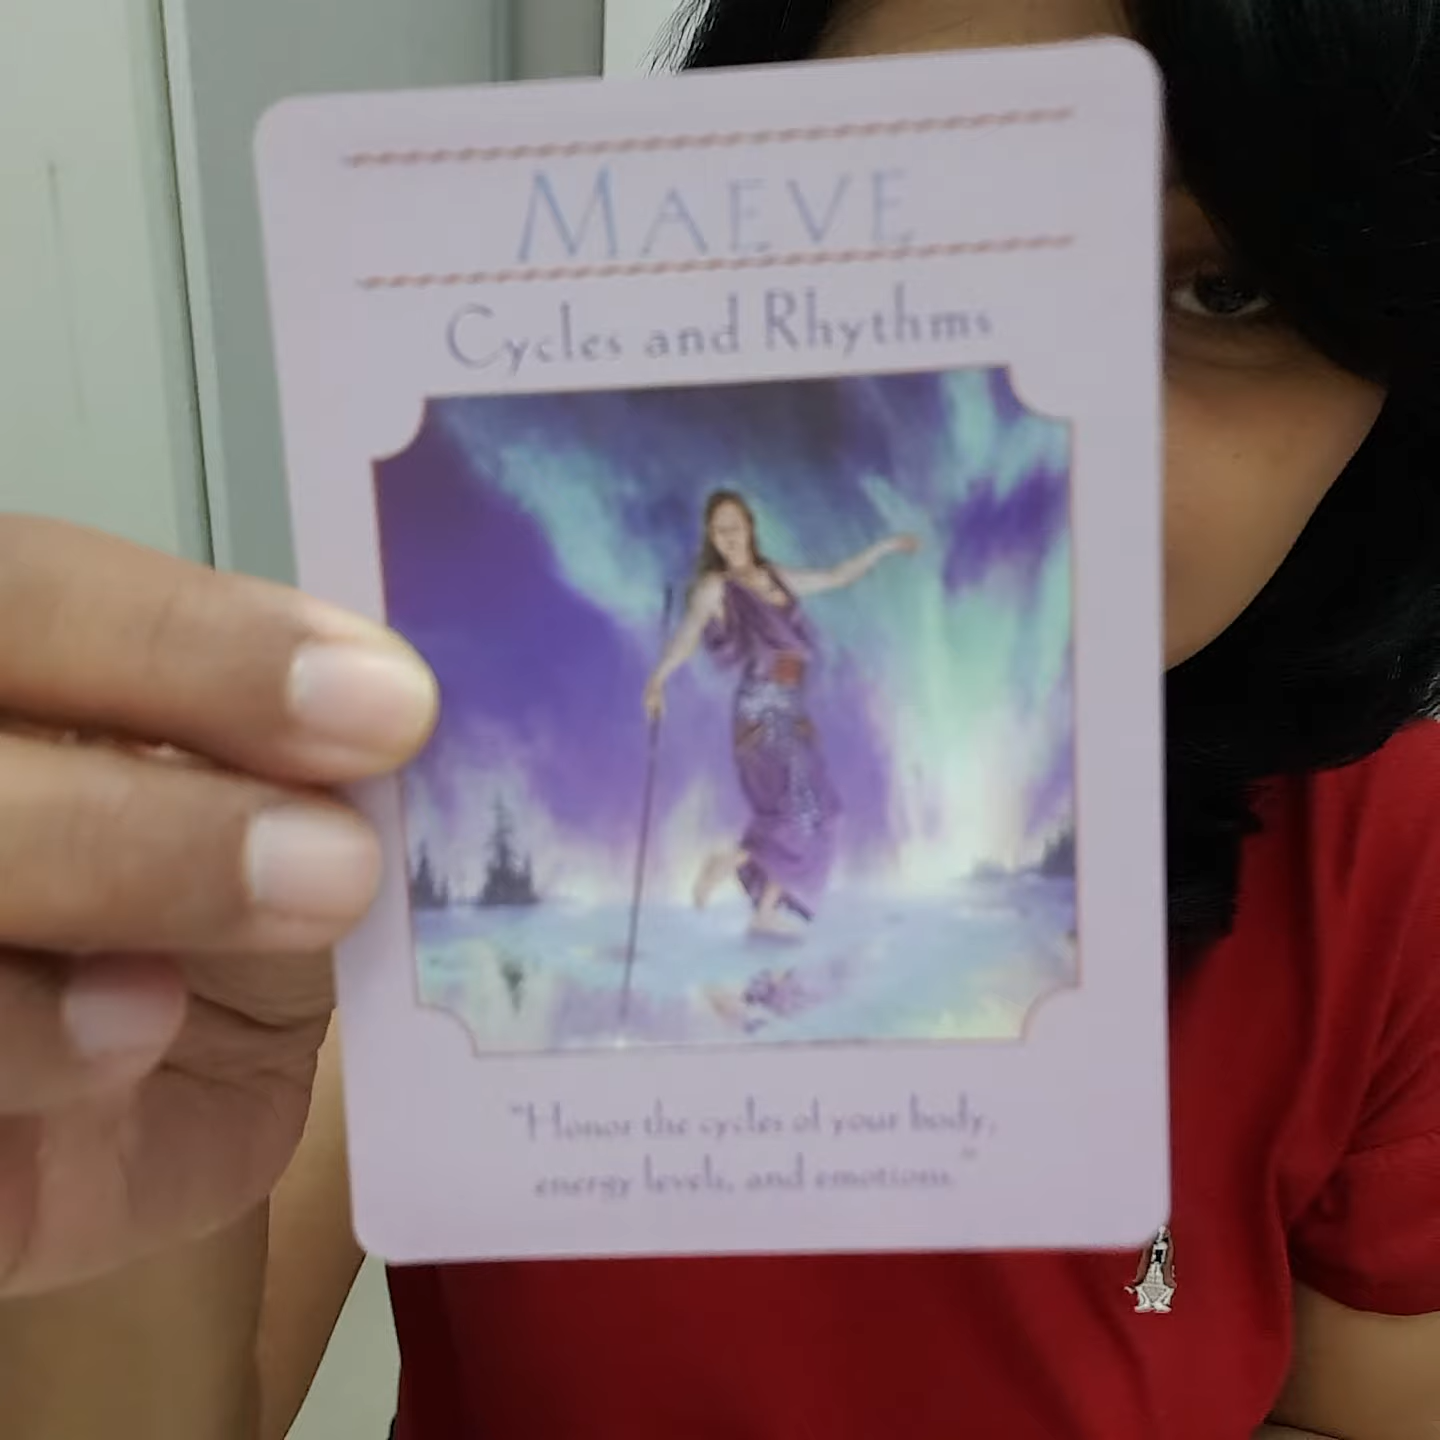 MAEVE
Cycles and Rhythms
"Honor the cycles of your body,
energy levels, and emotions."